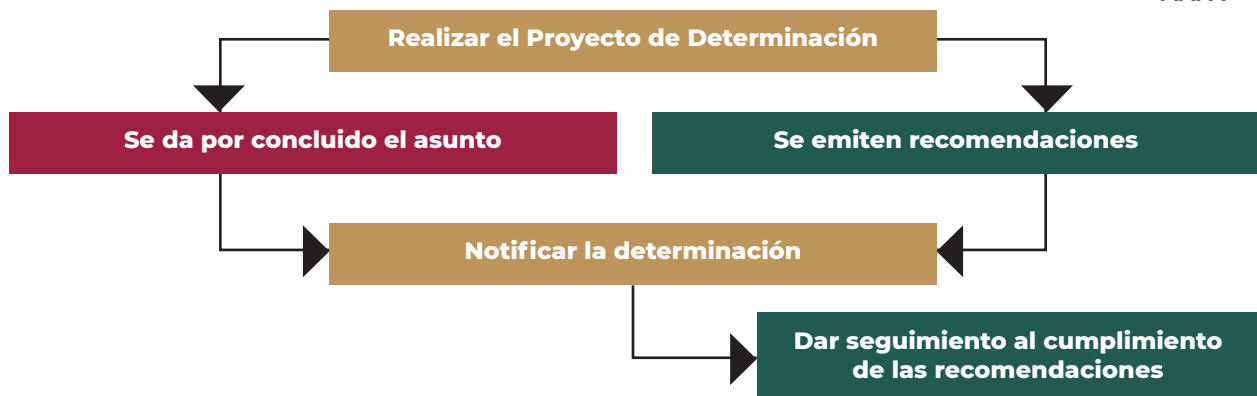 Realizar el Proyecto de Determinación
Se da por concluido el asunto
Se emiten recomendaciones
Notificar la determinación
Dar seguimiento al cumplimiento
de las recomendaciones